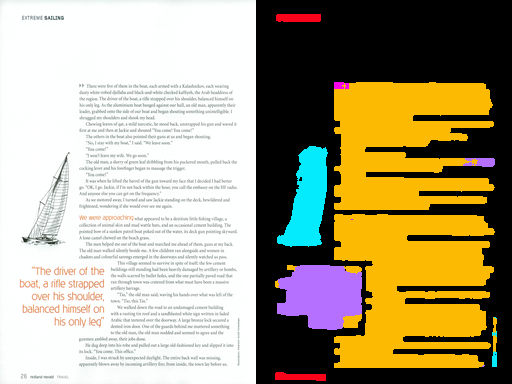 EXTREME SAILING
There were five of them in the boat, each armed with a Kalashnikov, each wearing
dusty white-robed djellaba and black-and-white checked keffiyeh, the Arab headdress of
the region. The driver of the boat, a rifle strapped over his shoulder, balanced himself on
his only leg. As the aluminium boat banged against our hull, an old man, apparently their
leader, grabbed onto the side of our boat and began shouting something unintelligible. I
shrugged my shoulders and shook my head.
Chewing leaves of qat, a mild narcotic, he stood back, unstrapped his gun and waved it
first at me and then at Jackie and shouted "You come! You come!"
The others in the boat also pointed their guns at us and began shouting.
"No, I stay with my boat," I said. "We have soon."
"You come!"
"I won't leave my wife. We go soon."
The old man, a sliver of green leaf dribbling from his puckered mouth, pulled back the
cocking lever and his forefinger began to massage the trigger.
"You come!"
It was when he lifted the barrel of the gun toward my face that I decided I had better
go. "OK, I go. Jackie, if I'm not back within the hour, you call the embassy on the HF radio.
And anyone else you can get on the frequency."
As we motored away, I turned and saw Jackie standing on the deck, bewildered and
frightened, wondering if she would ever see me again.
We were approaching what appeared to be a destitute little fishing village, a
collection of animal skin and mud wattle huts, and an occasional cement building. The
pointed bow of a sunken patrol boat poked out of the water, its deck gun pointing skyward.
A lone camel chewed on the beach grass.
The men helped me out of the boat and marched me ahead of them, guns at my back.
The old man walked silently beside me. A few children ran alongside and women in
chadors and colourful sarongs emerged in the doorways and silently watched us pass.
This village seemed to survive in spite of itself; the few cement
buildings still standing had been heavily damaged by artillery or bombs,
the walls scarred by bullet holes, and the one partially paved road that
ran through town was cratered from what must have been a massive
artillery barrage.
"Tie," the old man said, waving his hands over what was left of the
town. "Tie, this Tie."
We walked down the road to an undamaged cement building
with a rusting tin roof and a sandblasted white sign written in faded
Arabic that tottered over the doorway. A large bronze lock secured a
dented iron door. One of the guards behind me muttered something
to the old man, the old man nodded and seemed to agree and the
gunman ambled away, their jobs done.
He dug deep into his robe and pulled out a large old-fashioned key and slipped it into
its lock. "You come. This office."
Inside, I was struck by unexpected daylight. The entire back wall was missing,
apparently blown away by incoming artillery fire; from inside, the town lay before us.
"The driver of the
boat, a rifle strapped
over his shoulder,
balanced himself on
his only leg"
26 holland herald TRAVEL